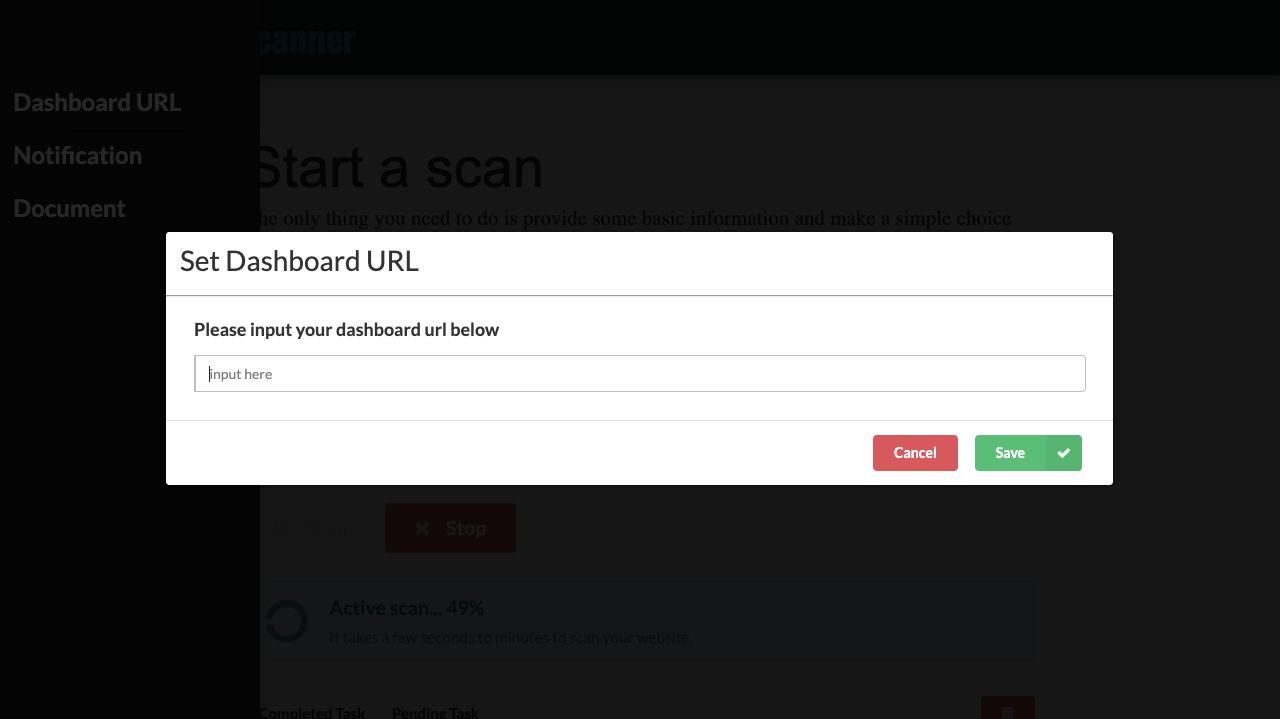 canner
Dashboard URL
Notification
Document
Start a scan
he only thing you need to do is provide some basic information and make a simple choice
Set Dashboard URL
Please input your dashboard url below
input here
Cancel
Save
Stop
Active scan... 49%
It takes a few seconds to minutes to scan your website.
Completed Task
Pending Task